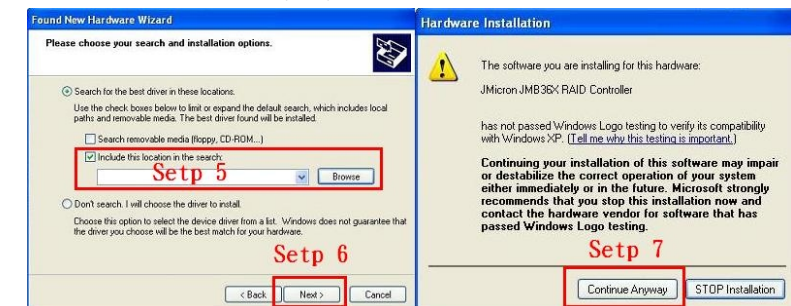 Found New Hardware Wizard
Please choose your search and installation options.
Search for the best driver in these locations.
Use the check boxes below to limit or expand the default search, which includes local
paths and removable media. The best driver found will be installed.
Search removable media (floppy, CD-ROM...)
Include this location in the search:
Setp 5
Browse
Don't search. I will choose the driver to install.
Choose this option to select the device driver from a list. Windows does not guarantee that
the driver you choose will be the best match for your hardware.
Setp 6
< Back
Next >
Cancel
Hardware Installation
The software you are installing for this hardware:
JMicron JMB36X RAID Controller
has not passed Windows Logo testing to verify its compatibility
with Windows XP. (Tell me why this testing is important.)
Continuing your installation of this software may impair
or destabilize the correct operation of your system
either immediately or in the future. Microsoft strongly
recommends that you stop this installation now and
contact the hardware vendor for software that has
passed Windows Logo testing.
Setp 7
Continue Anyway
STOP Installation